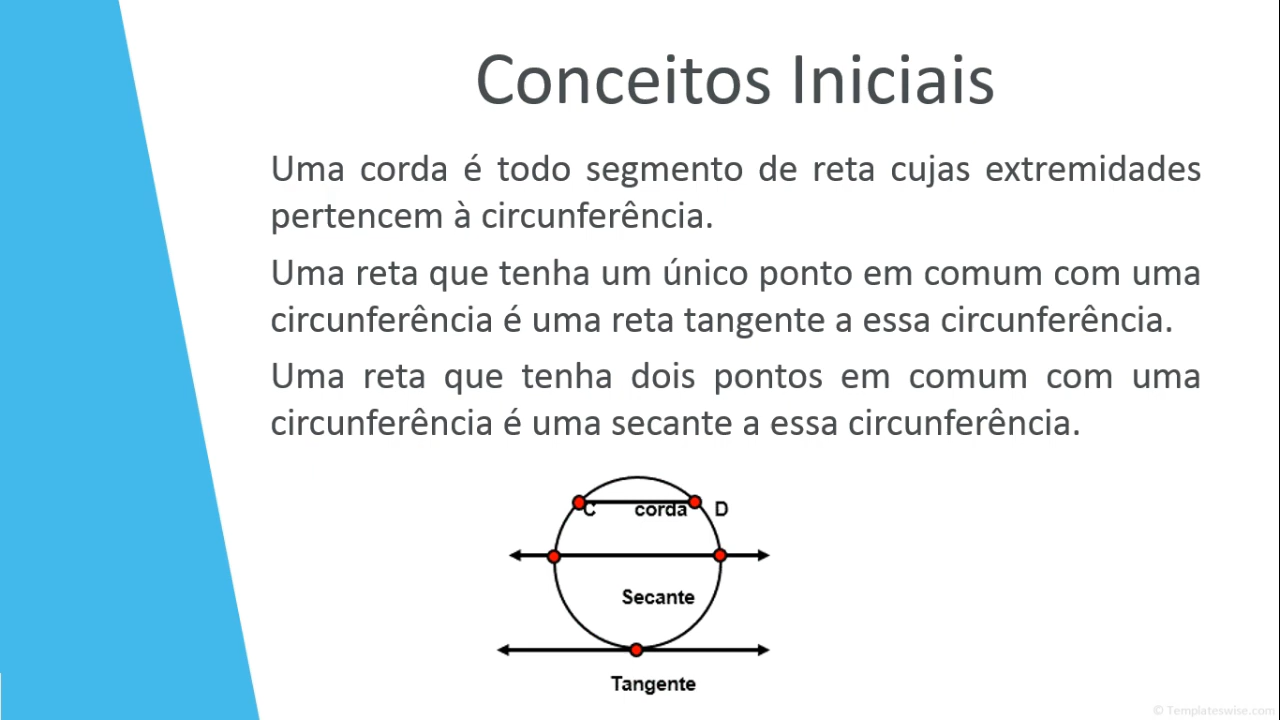 Conceitos Iniciais
Uma corda é todo segmento de reta cujas extremidades
pertencem à circunferência.
Uma reta que tenha um único ponto em comum com uma
circunferência é uma reta tangente a essa circunferência.
Uma reta que tenha dois pontos em comum com uma
circunferência é uma secante a essa circunferência.
C corda D
Secante
Tangente
© Templateswise.com